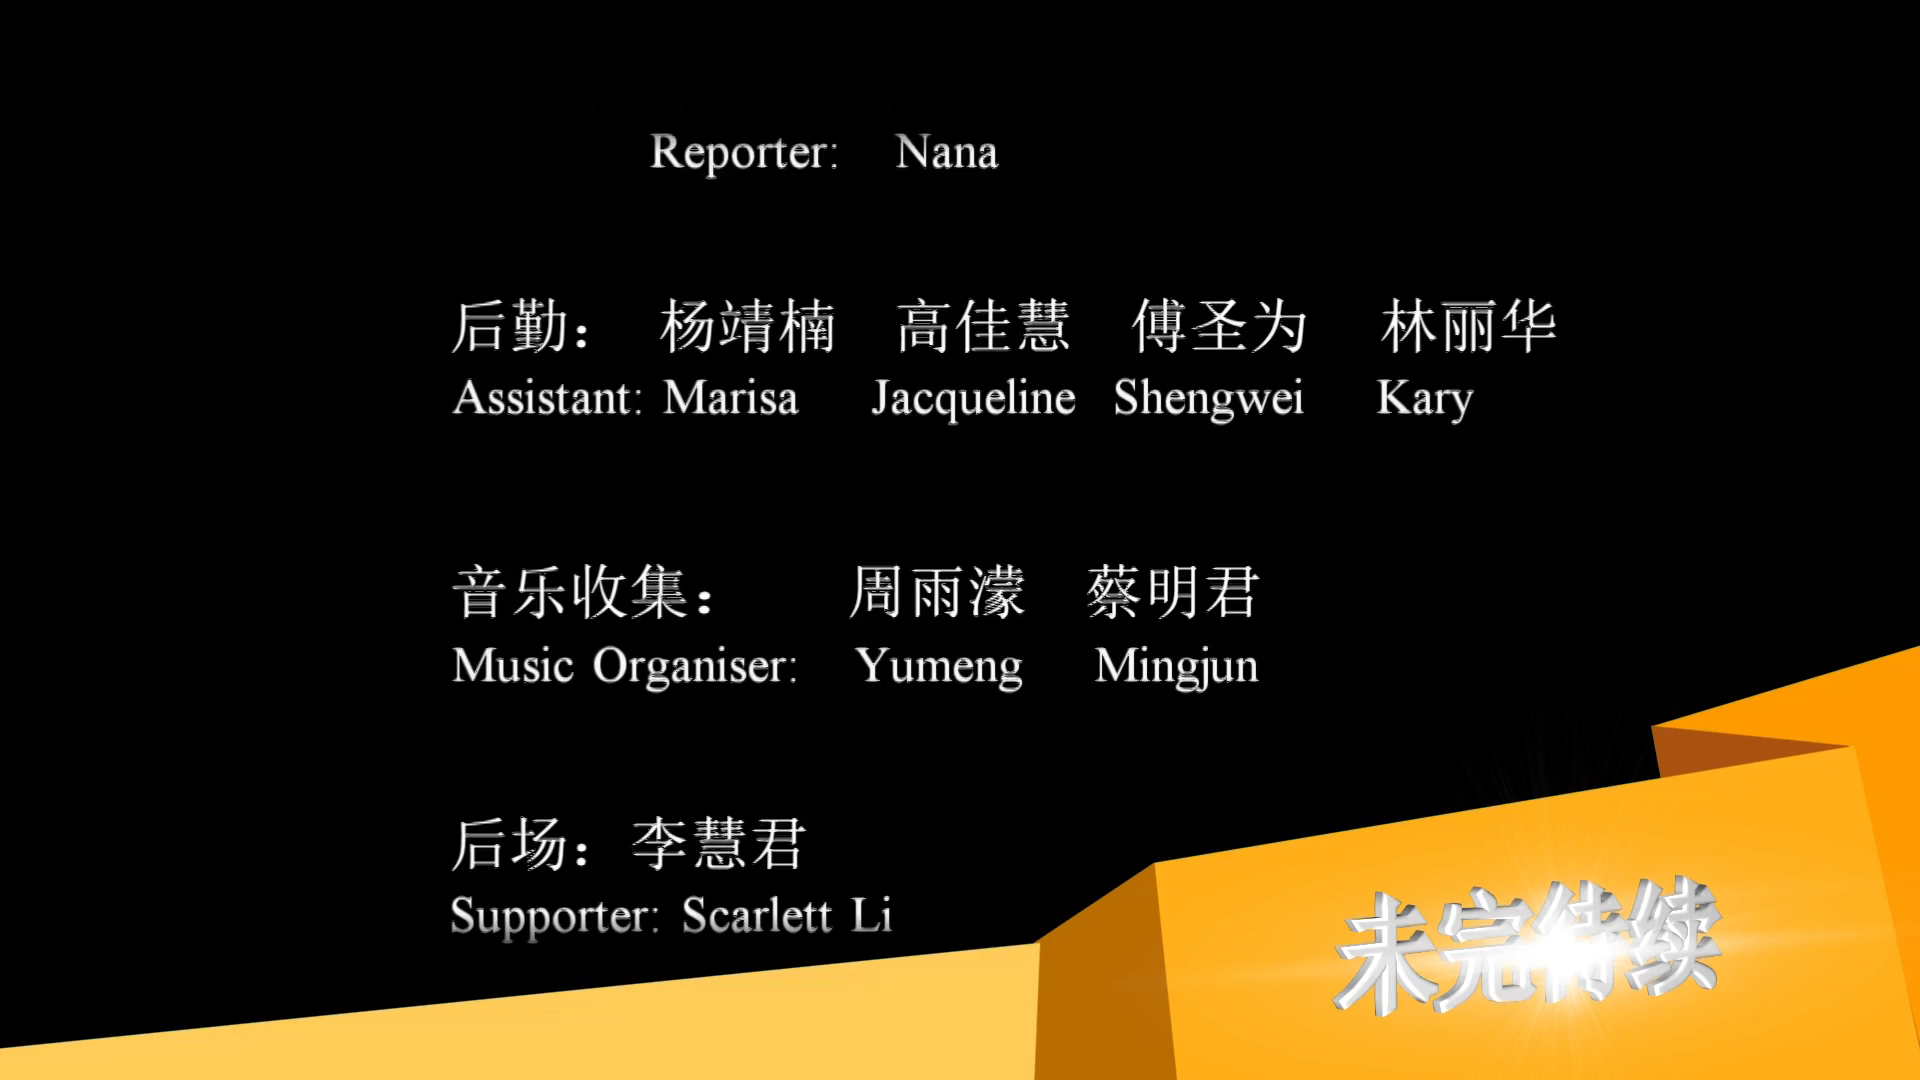 Reporter: Nana
后勤： 杨靖楠 高佳慧 傅圣为 林丽华
Assistant: Marisa Jacqueline Shengwei Kary
音乐收集： 周雨濛 蔡明君
Music Organiser: Yumeng Mingjun
后场：李慧君
Supporter: Scarlett Li
未完待续